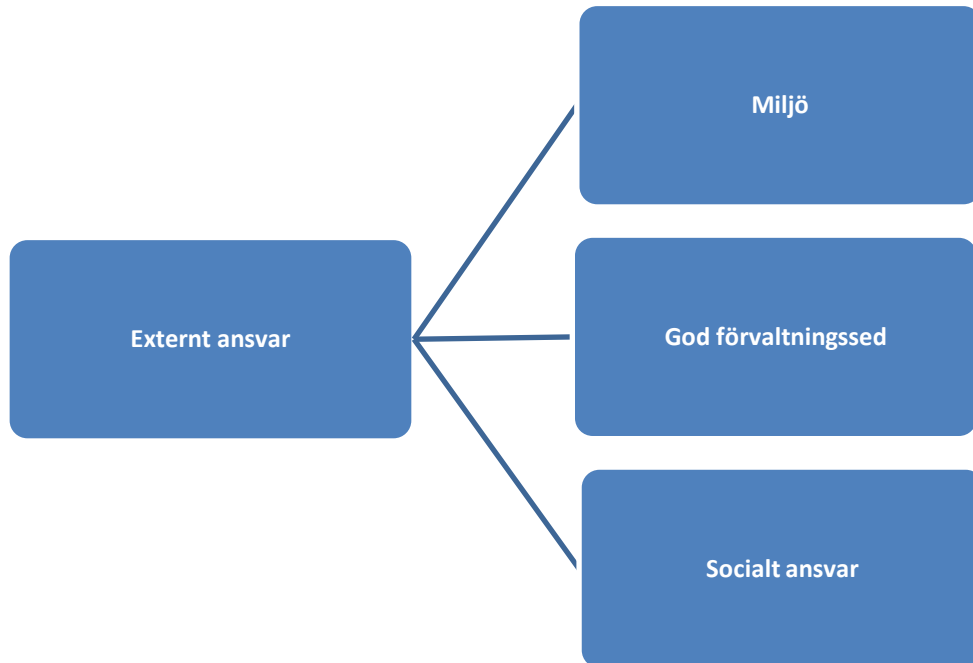 Miljö
Externt ansvar
God förvaltningssed
Socialt ansvar